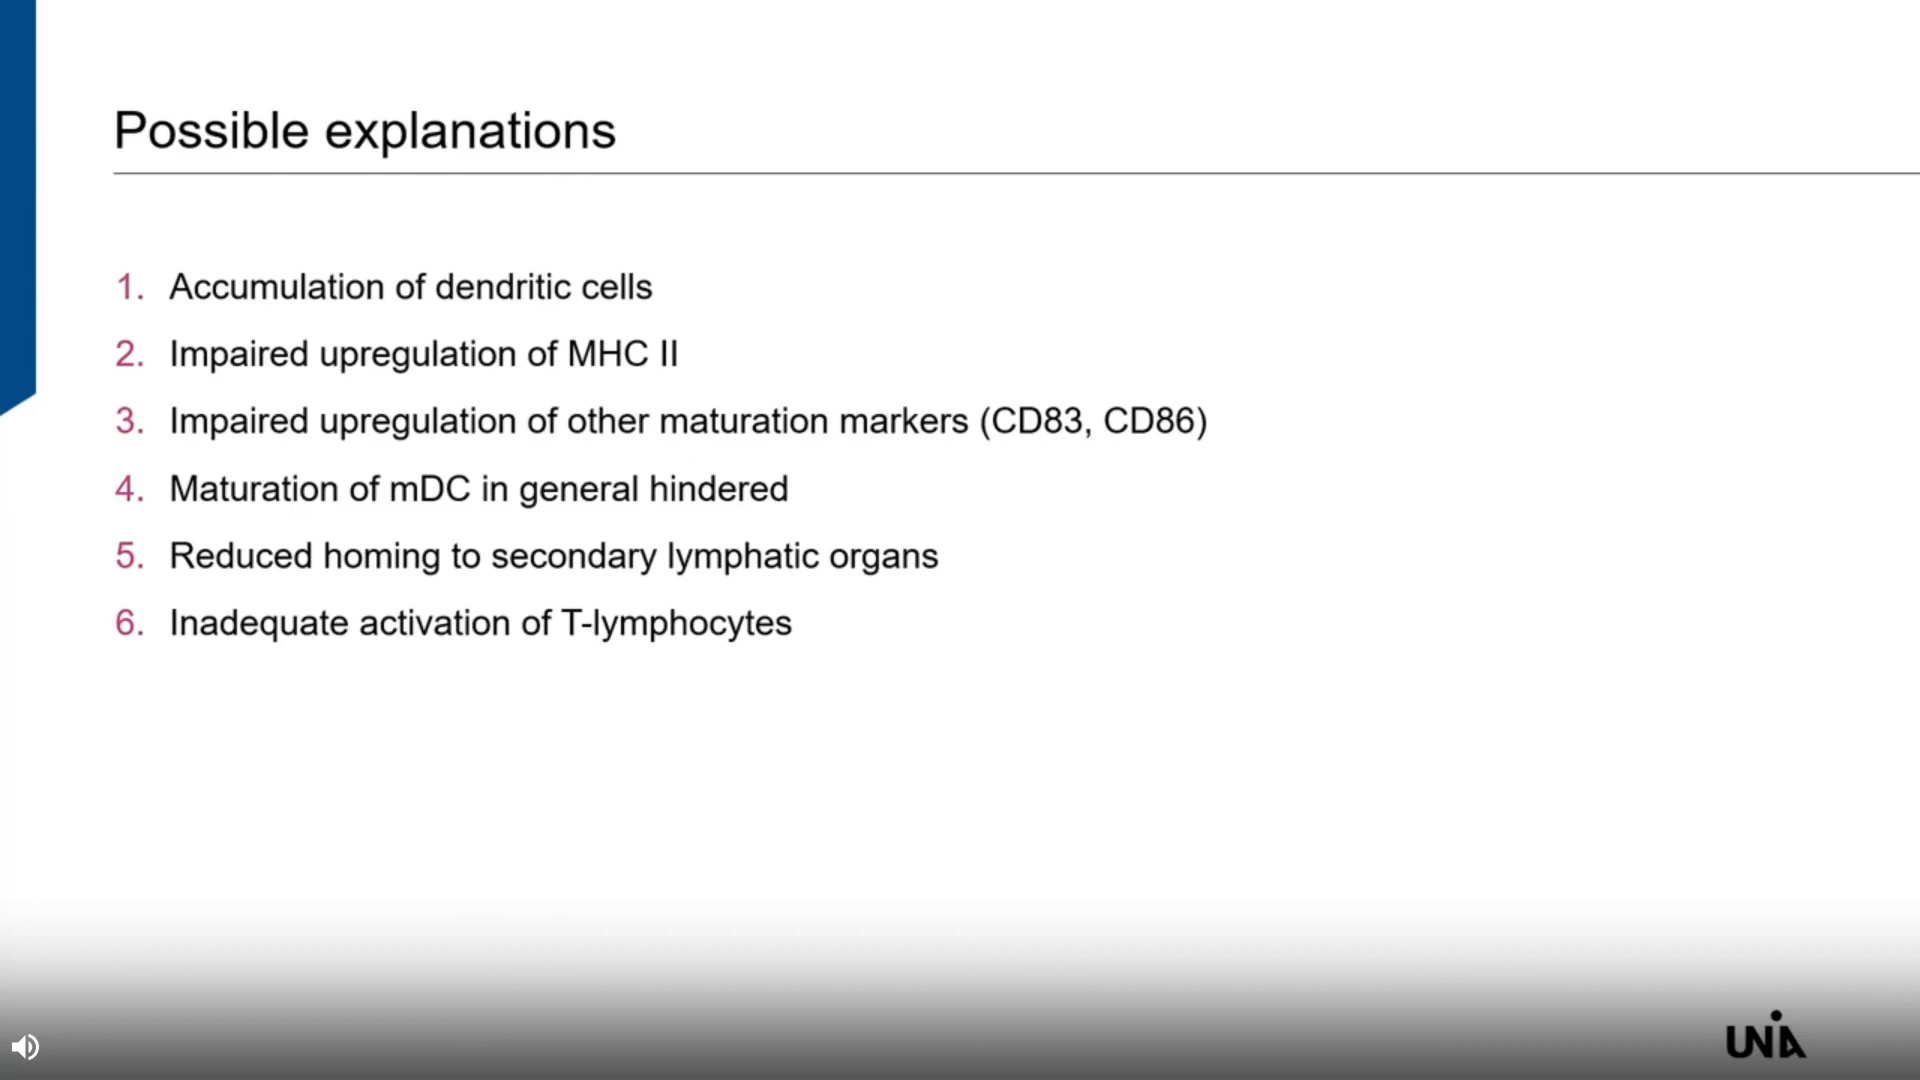 Possible explanations
1. Accumulation of dendritic cells
2. Impaired upregulation of MHC II
3. Impaired upregulation of other maturation markers (CD83, CD86)
4. Maturation of mDC in general hindered
5. Reduced homing to secondary lymphatic organs
6. Inadequate activation of T-lymphocytes
UNIA